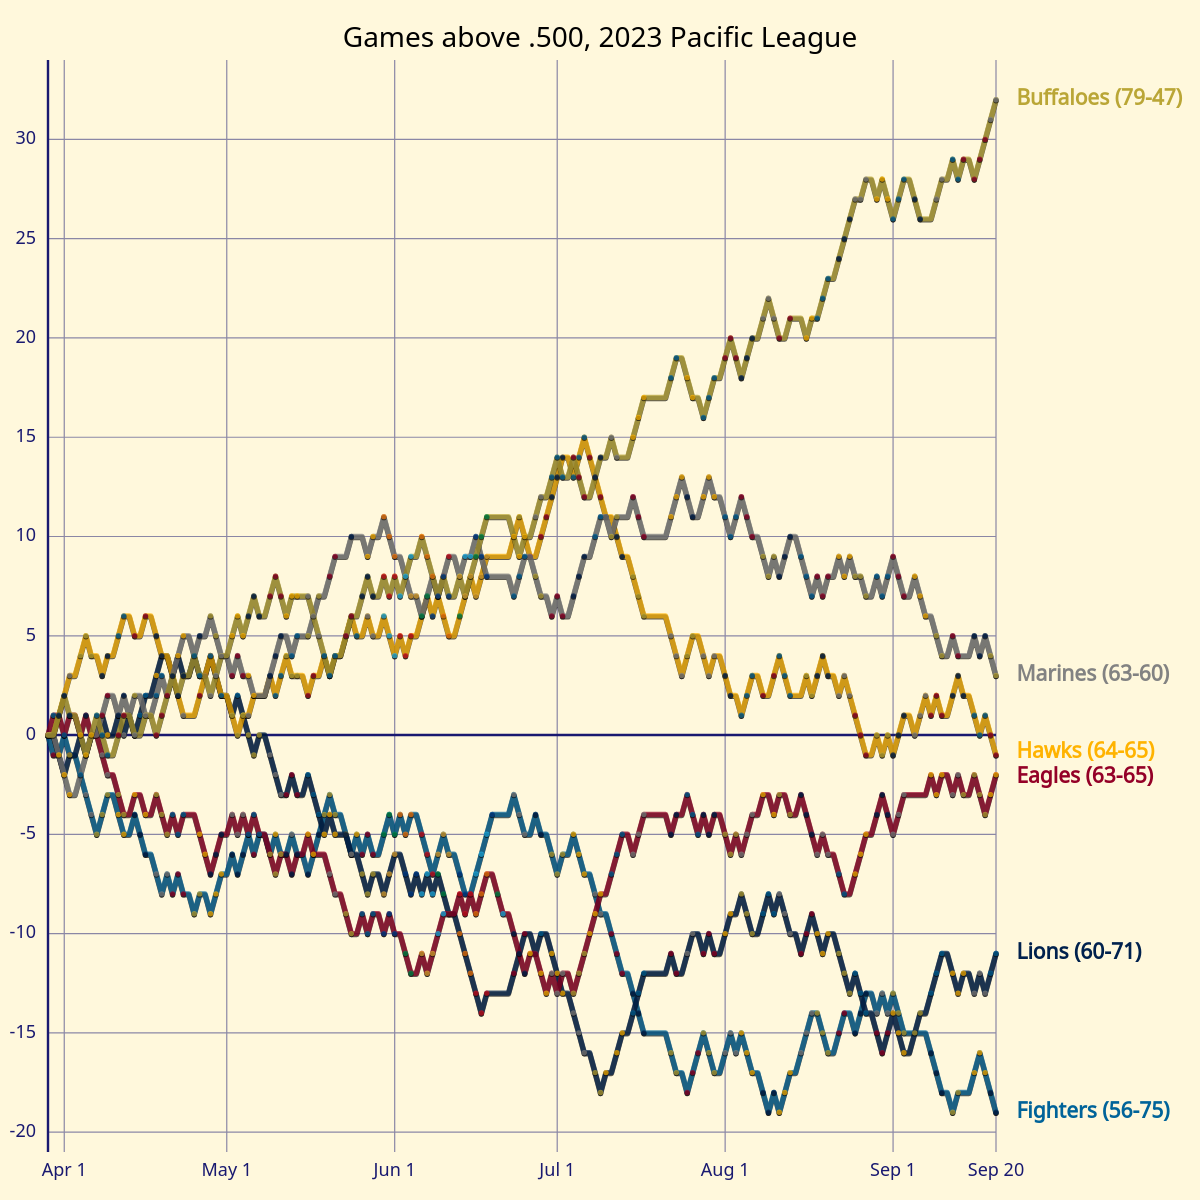 Games above .500, 2023 Pacific League
30
25
20
15
10
5
0
-5
-10
-15
-20
Buffaloes (79-47)
Marines (63-60)
Hawks (64-65)
Eagles (63-65)
Lions (60-71)
Fighters (56-75)
Apr 1
May 1
Jun 1
Jul 1
Aug 1
Sep 1
Sep 20